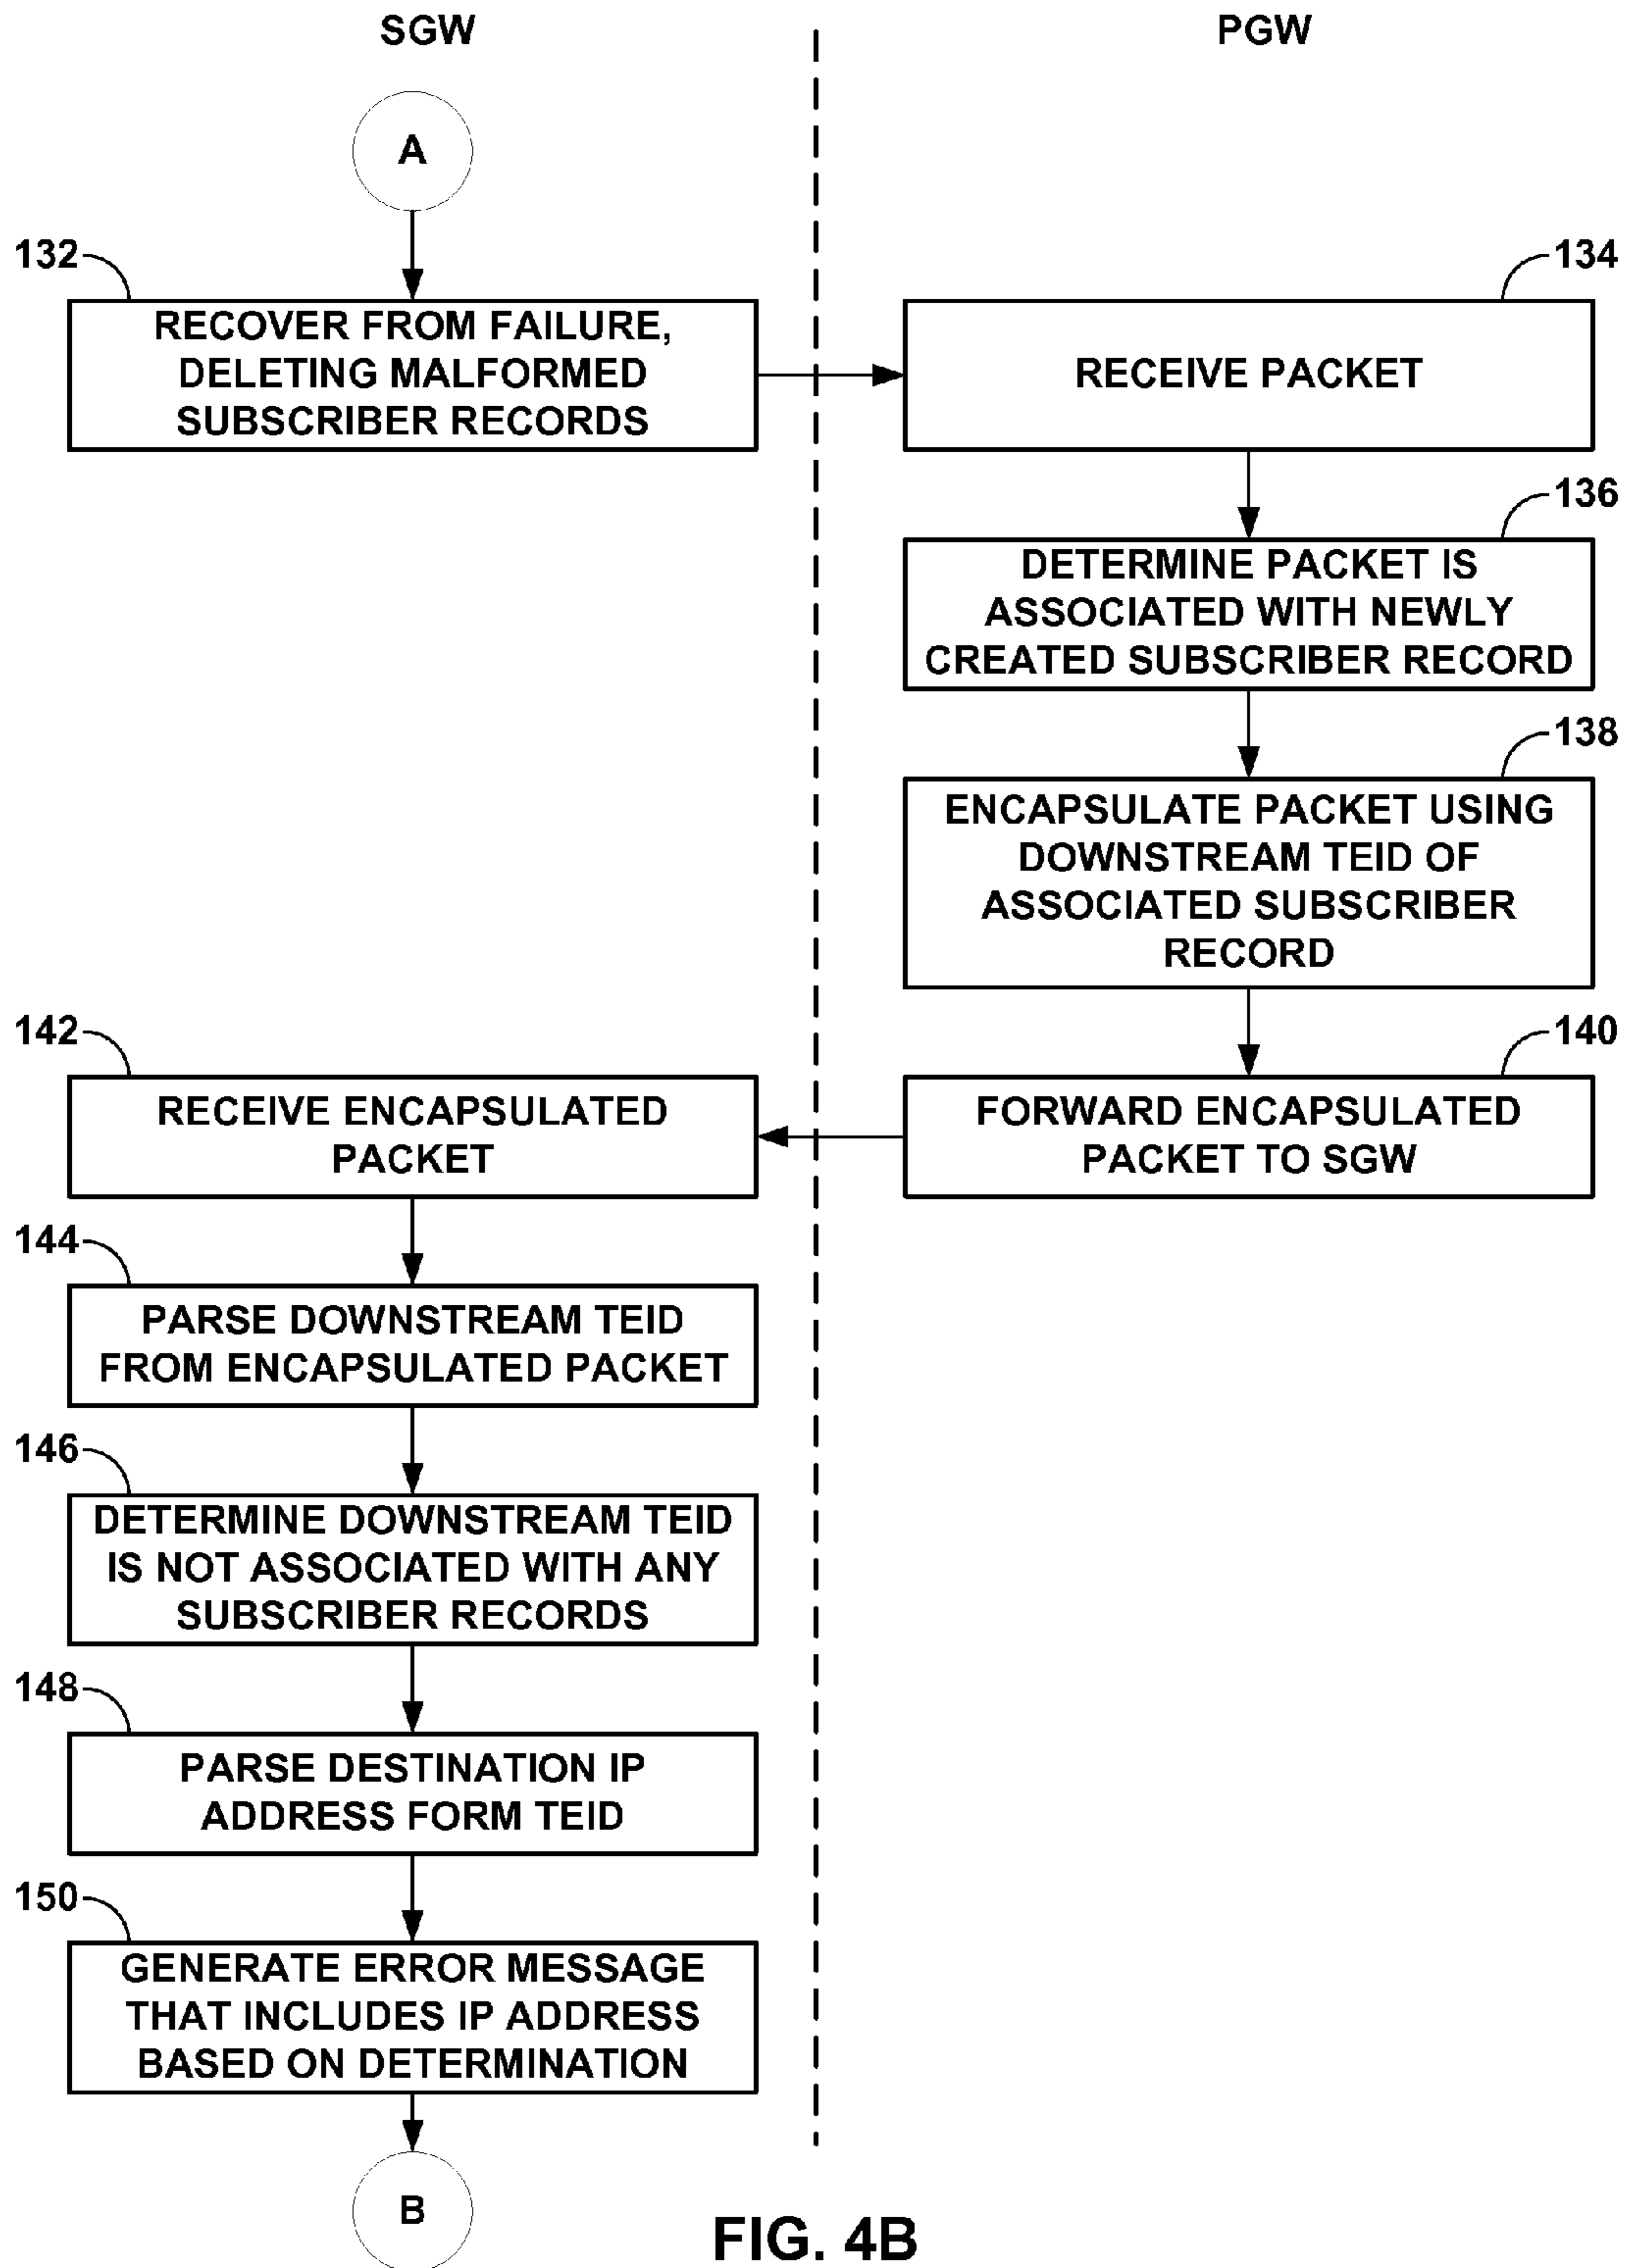 SGW
PGW
A
132
RECOVER FROM FAILURE,
DELETING MALFORMED
SUBSCRIBER RECORDS
134
RECEIVE PACKET
136
DETERMINE PACKET IS
ASSOCIATED WITH NEWLY
CREATED SUBSCRIBER RECORD
138
ENCAPSULATE PACKET USING
DOWNSTREAM TEID OF
ASSOCIATED SUBSCRIBER
RECORD
140
FORWARD ENCAPSULATED
PACKET TO SGW
142
RECEIVE ENCAPSULATED
PACKET
144
PARSE DOWNSTREAM TEID
FROM ENCAPSULATED PACKET
146
DETERMINE DOWNSTREAM TEID
IS NOT ASSOCIATED WITH ANY
SUBSCRIBER RECORDS
148
PARSE DESTINATION IP
ADDRESS FORM TEID
150
GENERATE ERROR MESSAGE
THAT INCLUDES IP ADDRESS
BASED ON DETERMINATION
B
FIG. 4B